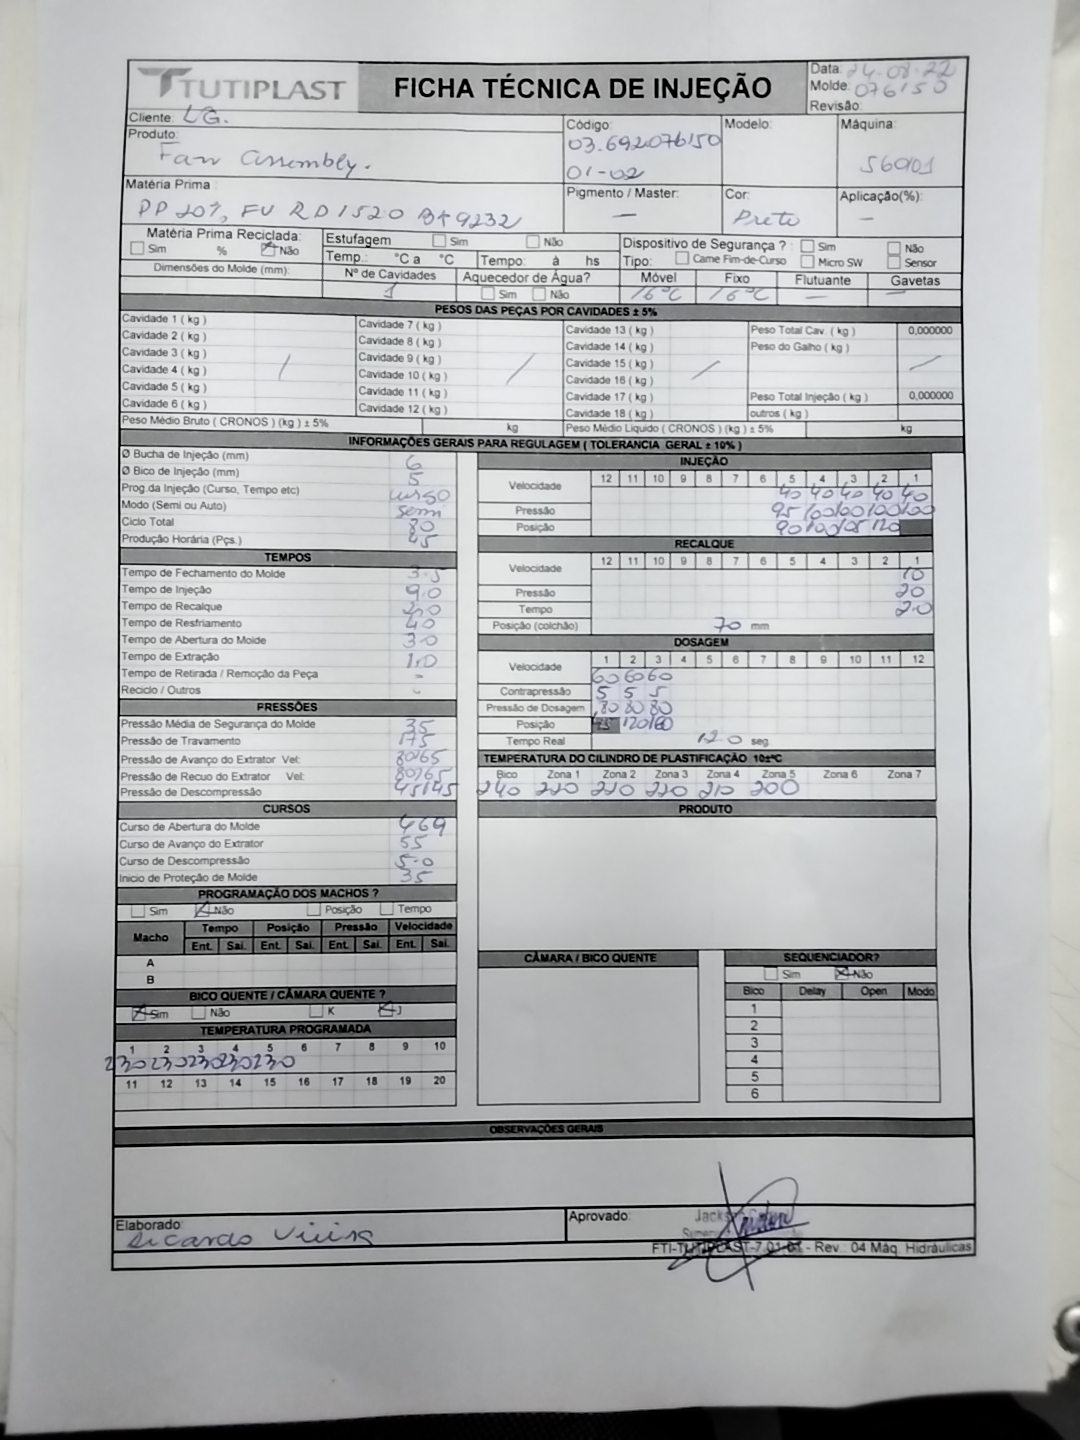 TUTIPLAST
FICHA TÉCNICA DE INJEÇÃO
Data: 24-08-22
Molde: 076150
Revisão:
Cliente: LG.
Produto:
Fan Assembly.
Código:
03.692076150
01-02
Modelo:
Máquina:
Matéria Prima:
PP 20%, FV RD1520
Pigmento / Master:
—
Cor:
Preto
Aplicação(%):
—
Matéria Prima Reciclada:
Sim % Não
Estufagem Sim Não
Temp.: °C a °C Tempo: à hs
Dispositivo de Segurança ? Sim Não
Tipo: Came Fim-de-Curso Micro SW Sensor
Dimensões do Molde (mm):
Nº de Cavidades
1
Aquecedor de Água?
Sim Não
Móvel Fixo Flutuante Gavetas
16°C 16°C — —
PESOS DAS PEÇAS POR CAVIDADES ± 5%
Cavidade 1 ( kg ) Cavidade 7 ( kg ) Cavidade 13 ( kg ) Peso Total Cav. ( kg ) 0,000000
Cavidade 2 ( kg ) Cavidade 8 ( kg ) Cavidade 14 ( kg ) Peso do Galho ( kg )
Cavidade 3 ( kg ) Cavidade 9 ( kg ) Cavidade 15 ( kg )
Cavidade 4 ( kg ) Cavidade 10 ( kg ) Cavidade 16 ( kg )
Cavidade 5 ( kg ) Cavidade 11 ( kg ) Cavidade 17 ( kg ) Peso Total Injeção ( kg ) 0,000000
Cavidade 6 ( kg ) Cavidade 12 ( kg ) Cavidade 18 ( kg ) outros ( kg )
Peso Médio Bruto ( CRONOS ) (kg ) ± 5% kg Peso Médio Liquido ( CRONOS ) (kg ) ± 5% kg
INFORMAÇÕES GERAIS PARA REGULAGEM ( TOLERANCIA GERAL ± 10% )
Ø Bucha de Injeção (mm) 6
Ø Bico de Injeção (mm) 5
Prog.da Injeção (Curso, Tempo etc) curso
Modo (Semi ou Auto) semi
Ciclo Total 80
Produção Horária (Pçs.) 45
TEMPOS
Tempo de Fechamento do Molde 3.5
Tempo de Injeção 9.0
Tempo de Recalque
Tempo de Resfriamento 40
Tempo de Abertura do Molde 3.0
Tempo de Extração 1.0
Tempo de Retirada / Remoção da Peça -
Reciclo / Outros -
PRESSÕES
Pressão Média de Segurança do Molde 35
Pressão de Travamento 175
Pressão de Avanço do Extrator Vel: 80/65
Pressão de Recuo do Extrator Vel: 80/65
Pressão de Descompressão 45/45
CURSOS
Curso de Abertura do Molde 469
Curso de Avanço do Extrator 55
Curso de Descompressão 5.0
Inicio de Proteção de Molde 35
PROGRAMAÇÃO DOS MACHOS ?
Sim Não Posição Tempo
Macho Tempo Posição Pressão Velocidade
Ent. Sai. Ent. Sai. Ent. Sai. Ent. Sai.
A
B
BICO QUENTE / CÂMARA QUENTE ?
Sim Não K J
TEMPERATURA PROGRAMADA
1 2 3 4 5 6 7 8 9 10
230 230 230 230 230
11 12 13 14 15 16 17 18 19 20
INJEÇÃO
12 11 10 9 8 7 6 5 4 3 2 1
Velocidade 40 40 40 40 40
Pressão 95 100 100 100 100
Posição 90 100 105 120
RECALQUE
12 11 10 9 8 7 6 5 4 3 2 1
Velocidade 10
Pressão 20
Tempo 2.0
Posição (colchão) 70 mm
DOSAGEM
1 2 3 4 5 6 7 8 9 10 11 12
Velocidade 60 60 60
Contrapressão 5 5 5
Pressão de Dosagem 80 80 80
Posição 120 160
Tempo Real 12.0 seg
TEMPERATURA DO CILINDRO DE PLASTIFICAÇÃO 10±°C
Bico Zona 1 Zona 2 Zona 3 Zona 4 Zona 5 Zona 6 Zona 7
240 220 220 220 210 200
PRODUTO
CÂMARA / BICO QUENTE
SEQUENCIADOR?
Sim Não
Bico Delay Open Modo
1
2
3
4
5
6
OBSERVAÇÕES GERAIS
Elaborado:
Ricardo Vieira
Aprovado:
FTI-TUTIPLAST-7.01-01 - Rev.: 04 Máq. Hidráulicas